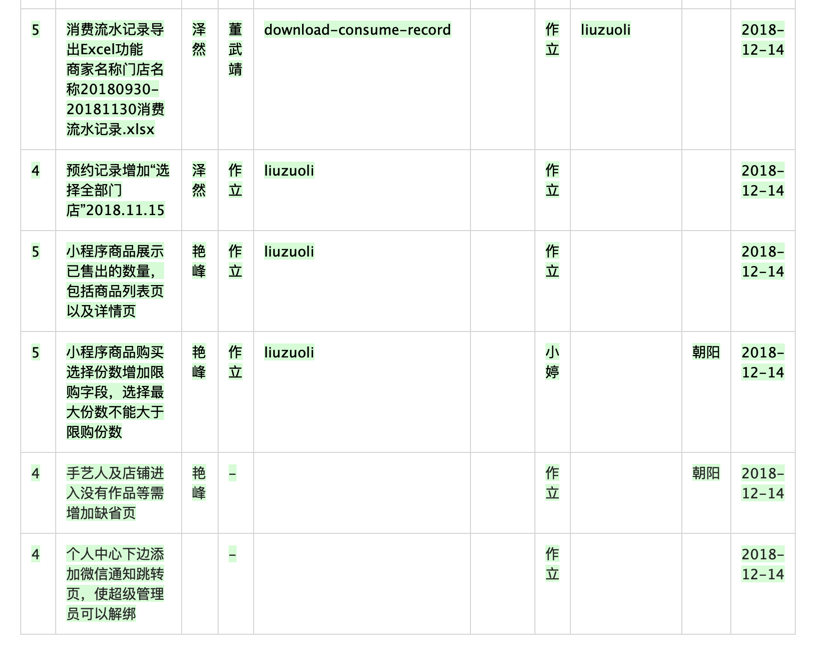 5
消费流水记录导
出Excel功能
商家名称门店名
称20180930-
20181130消费
流水记录.xlsx
泽
然
董
武
靖
download-consume-record
作
立
liuzuoli
2018-
12-14
4
预约记录增加“选
择全部门
店”2018.11.15
泽
然
作
立
liuzuoli
作
立
2018-
12-14
5
小程序商品展示
已售出的数量，
包括商品列表页
以及详情页
艳
峰
作
立
liuzuoli
作
立
2018-
12-14
5
小程序商品购买
选择份数增加限
购字段，选择最
大份数不能大于
限购份数
艳
峰
作
立
liuzuoli
小
婷
朝阳
2018-
12-14
4
手艺人及店铺进
入没有作品等需
增加缺省页
艳
峰
-
作
立
朝阳
2018-
12-14
4
个人中心下边添
加微信通知跳转
页，使超级管理
员可以解绑
-
作
立
2018-
12-14